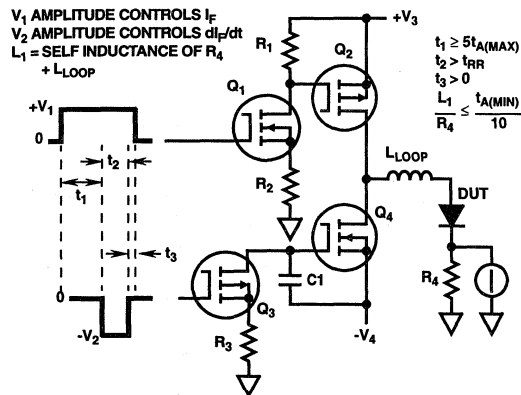 V1 AMPLITUDE CONTROLS IF
V2 AMPLITUDE CONTROLS dIF/dt
L1 = SELF INDUCTANCE OF R4
+ LLOOP
+V3
t1 ≥ 5tA(MAX)
t2 > tRR
t3 > 0
L1/R4 ≤ tA(MIN)/10
R1
Q2
Q1
+V1
0
t2
t1
R2
LLOOP
DUT
Q4
t3
0
-V2
Q3
C1
R4
R3
-V4